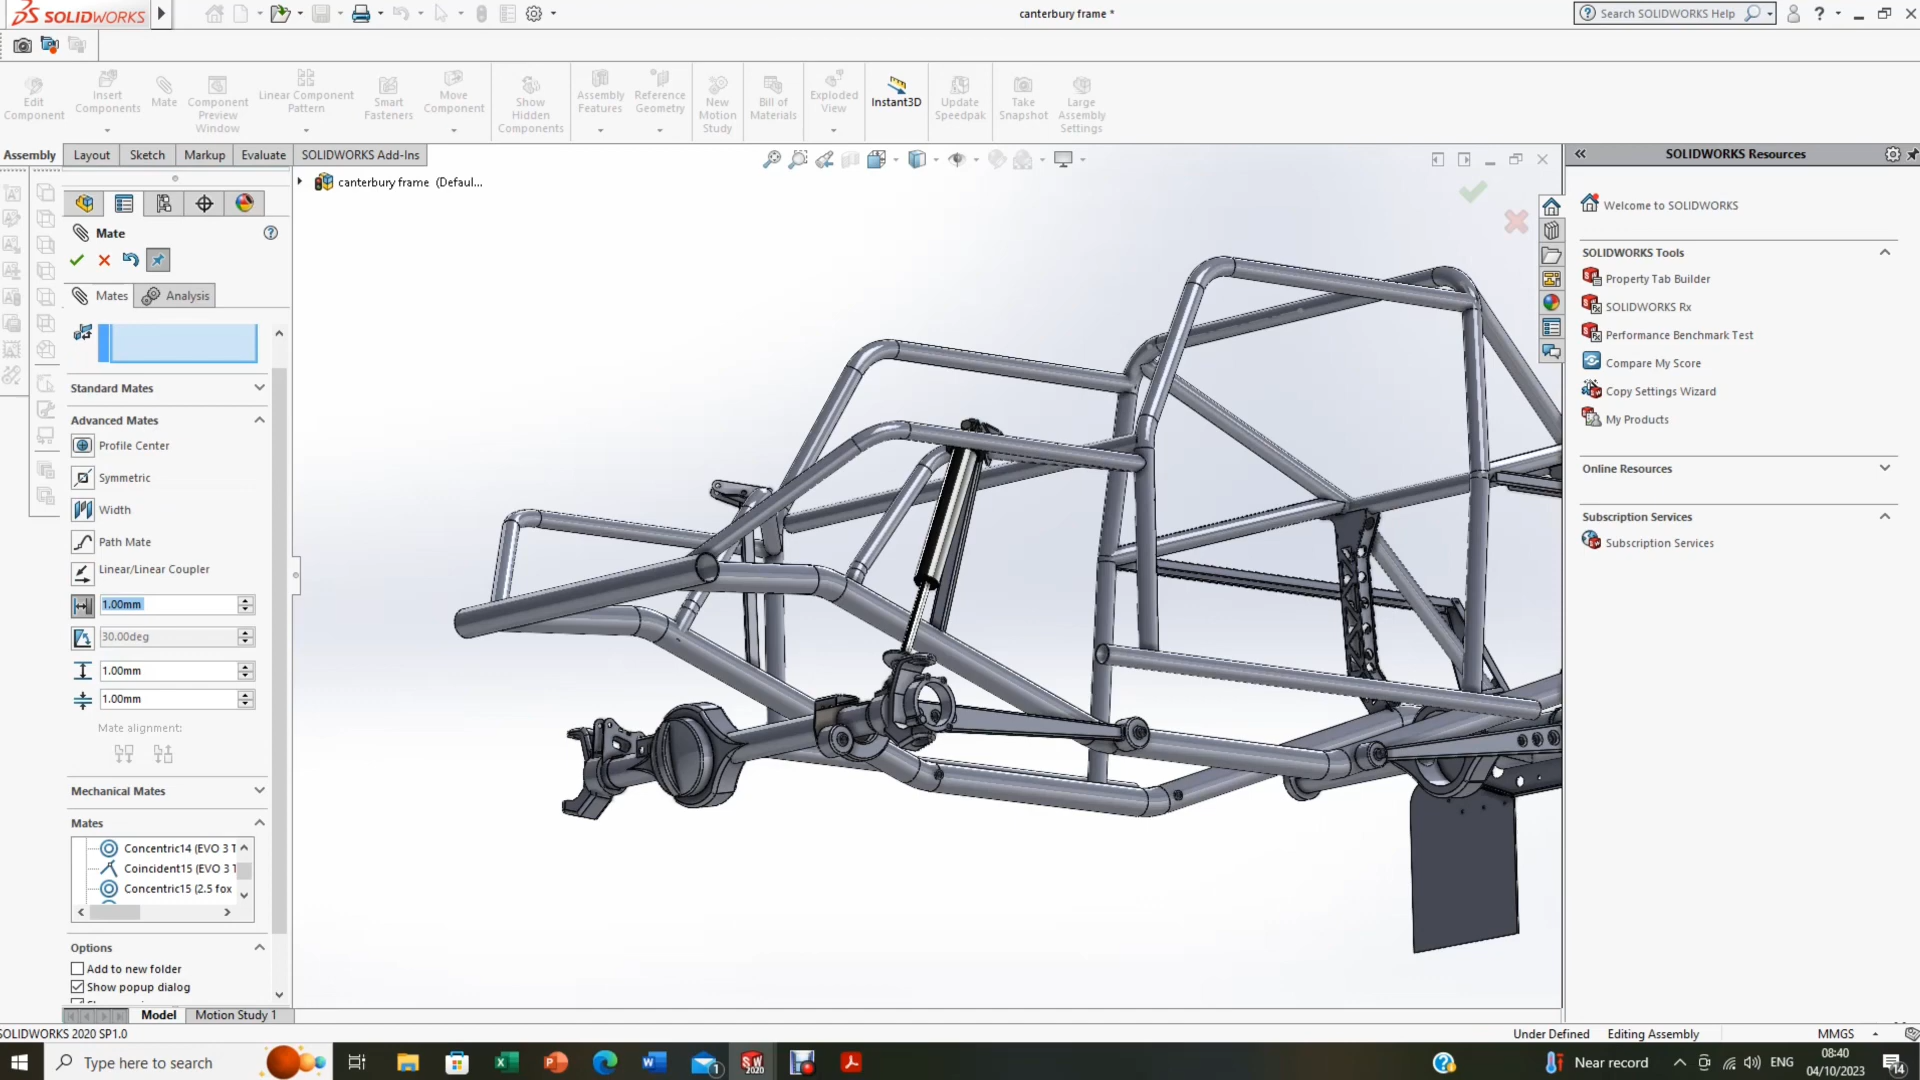 SOLIDWORKS
canterbury frame *
Search SOLIDWORKS Help
?
Edit Component
Insert Components
Mate
Component Preview Window
Linear Component Pattern
Smart Fasteners
Move Component
Show Hidden Components
Assembly Features
Reference Geometry
New Motion Study
Bill of Materials
Exploded View
Instant3D
Update Speedpak
Take Snapshot
Large Assembly Settings
Assembly
Layout
Sketch
Markup
Evaluate
SOLIDWORKS Add-Ins
canterbury frame (Defaul...
Mate
Mates
Analysis
Standard Mates
Advanced Mates
Profile Center
Symmetric
Width
Path Mate
Linear/Linear Coupler
1.00mm
30.00deg
1.00mm
1.00mm
Mate alignment:
Mechanical Mates
Mates
Concentric14 (EVO 3 T
Coincident15 (EVO 3 T
Concentric15 (2.5 fox
Options
Add to new folder
Show popup dialog
Model
Motion Study 1
SOLIDWORKS Resources
Welcome to SOLIDWORKS
SOLIDWORKS Tools
Property Tab Builder
SOLIDWORKS Rx
Performance Benchmark Test
Compare My Score
Copy Settings Wizard
My Products
Online Resources
Subscription Services
Subscription Services
SOLIDWORKS 2020 SP1.0
Under Defined
Editing Assembly
MMGS
Type here to search
Near record
ENG
08:40
04/10/2023
14